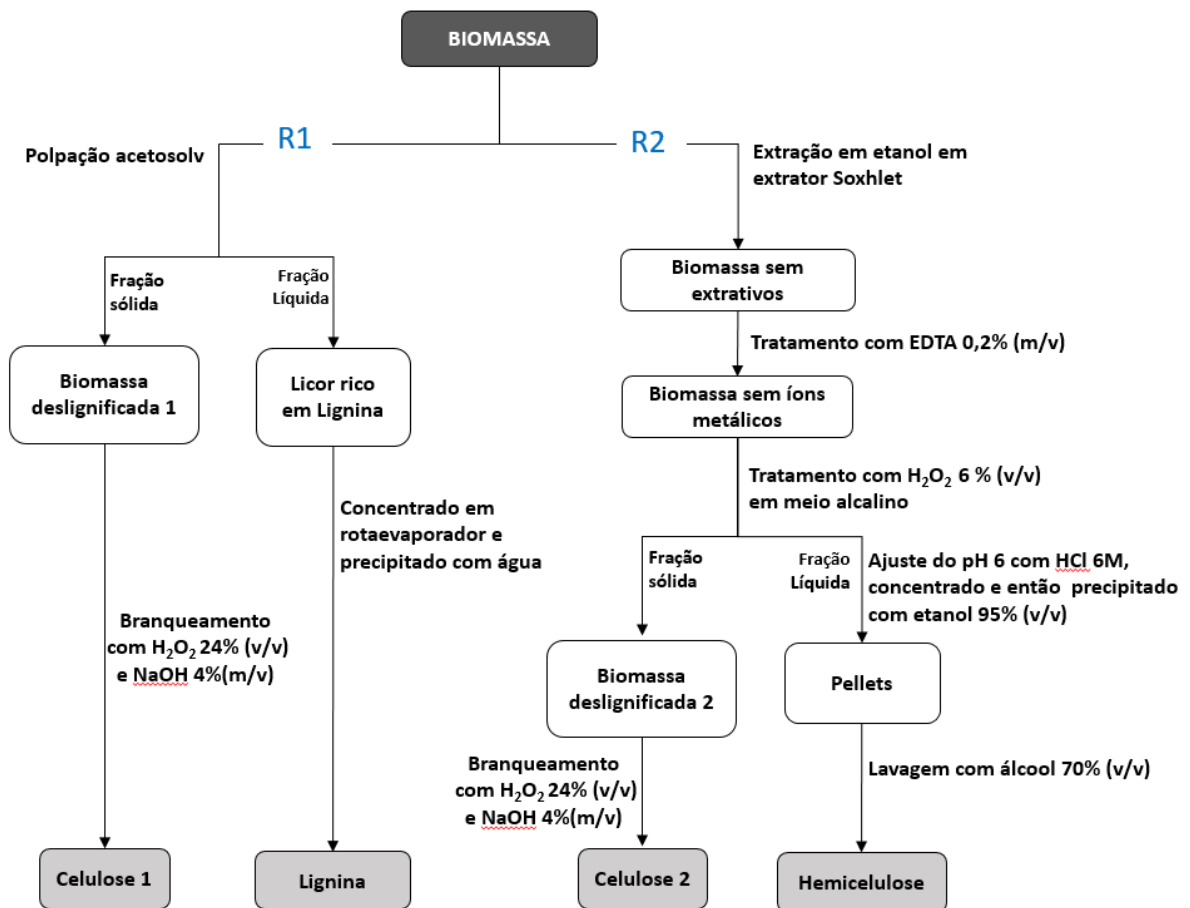 BIOMASSA
R1
R2
Polpação acetosolv
Extração em etanol em
extrator Soxhlet
Fração
sólida
Fração
Líquida
Biomassa sem
extrativos
Tratamento com EDTA 0,2% (m/v)
Biomassa
deslignificada 1
Licor rico
em Lignina
Biomassa sem íons
metálicos
Tratamento com H₂O₂ 6 % (v/v)
em meio alcalino
Concentrado em
rotaevaporador e
precipitado com água
Fração
sólida
Fração
Líquida
Ajuste do pH 6 com HCl 6M,
concentrado e então precipitado
com etanol 95% (v/v)
Branqueamento
com H₂O₂ 24% (v/v)
e NaOH 4%(m/v)
Biomassa
deslignificada 2
Pellets
Branqueamento
com H₂O₂ 24% (v/v)
e NaOH 4%(m/v)
Lavagem com álcool 70% (v/v)
Celulose 1
Lignina
Celulose 2
Hemicelulose